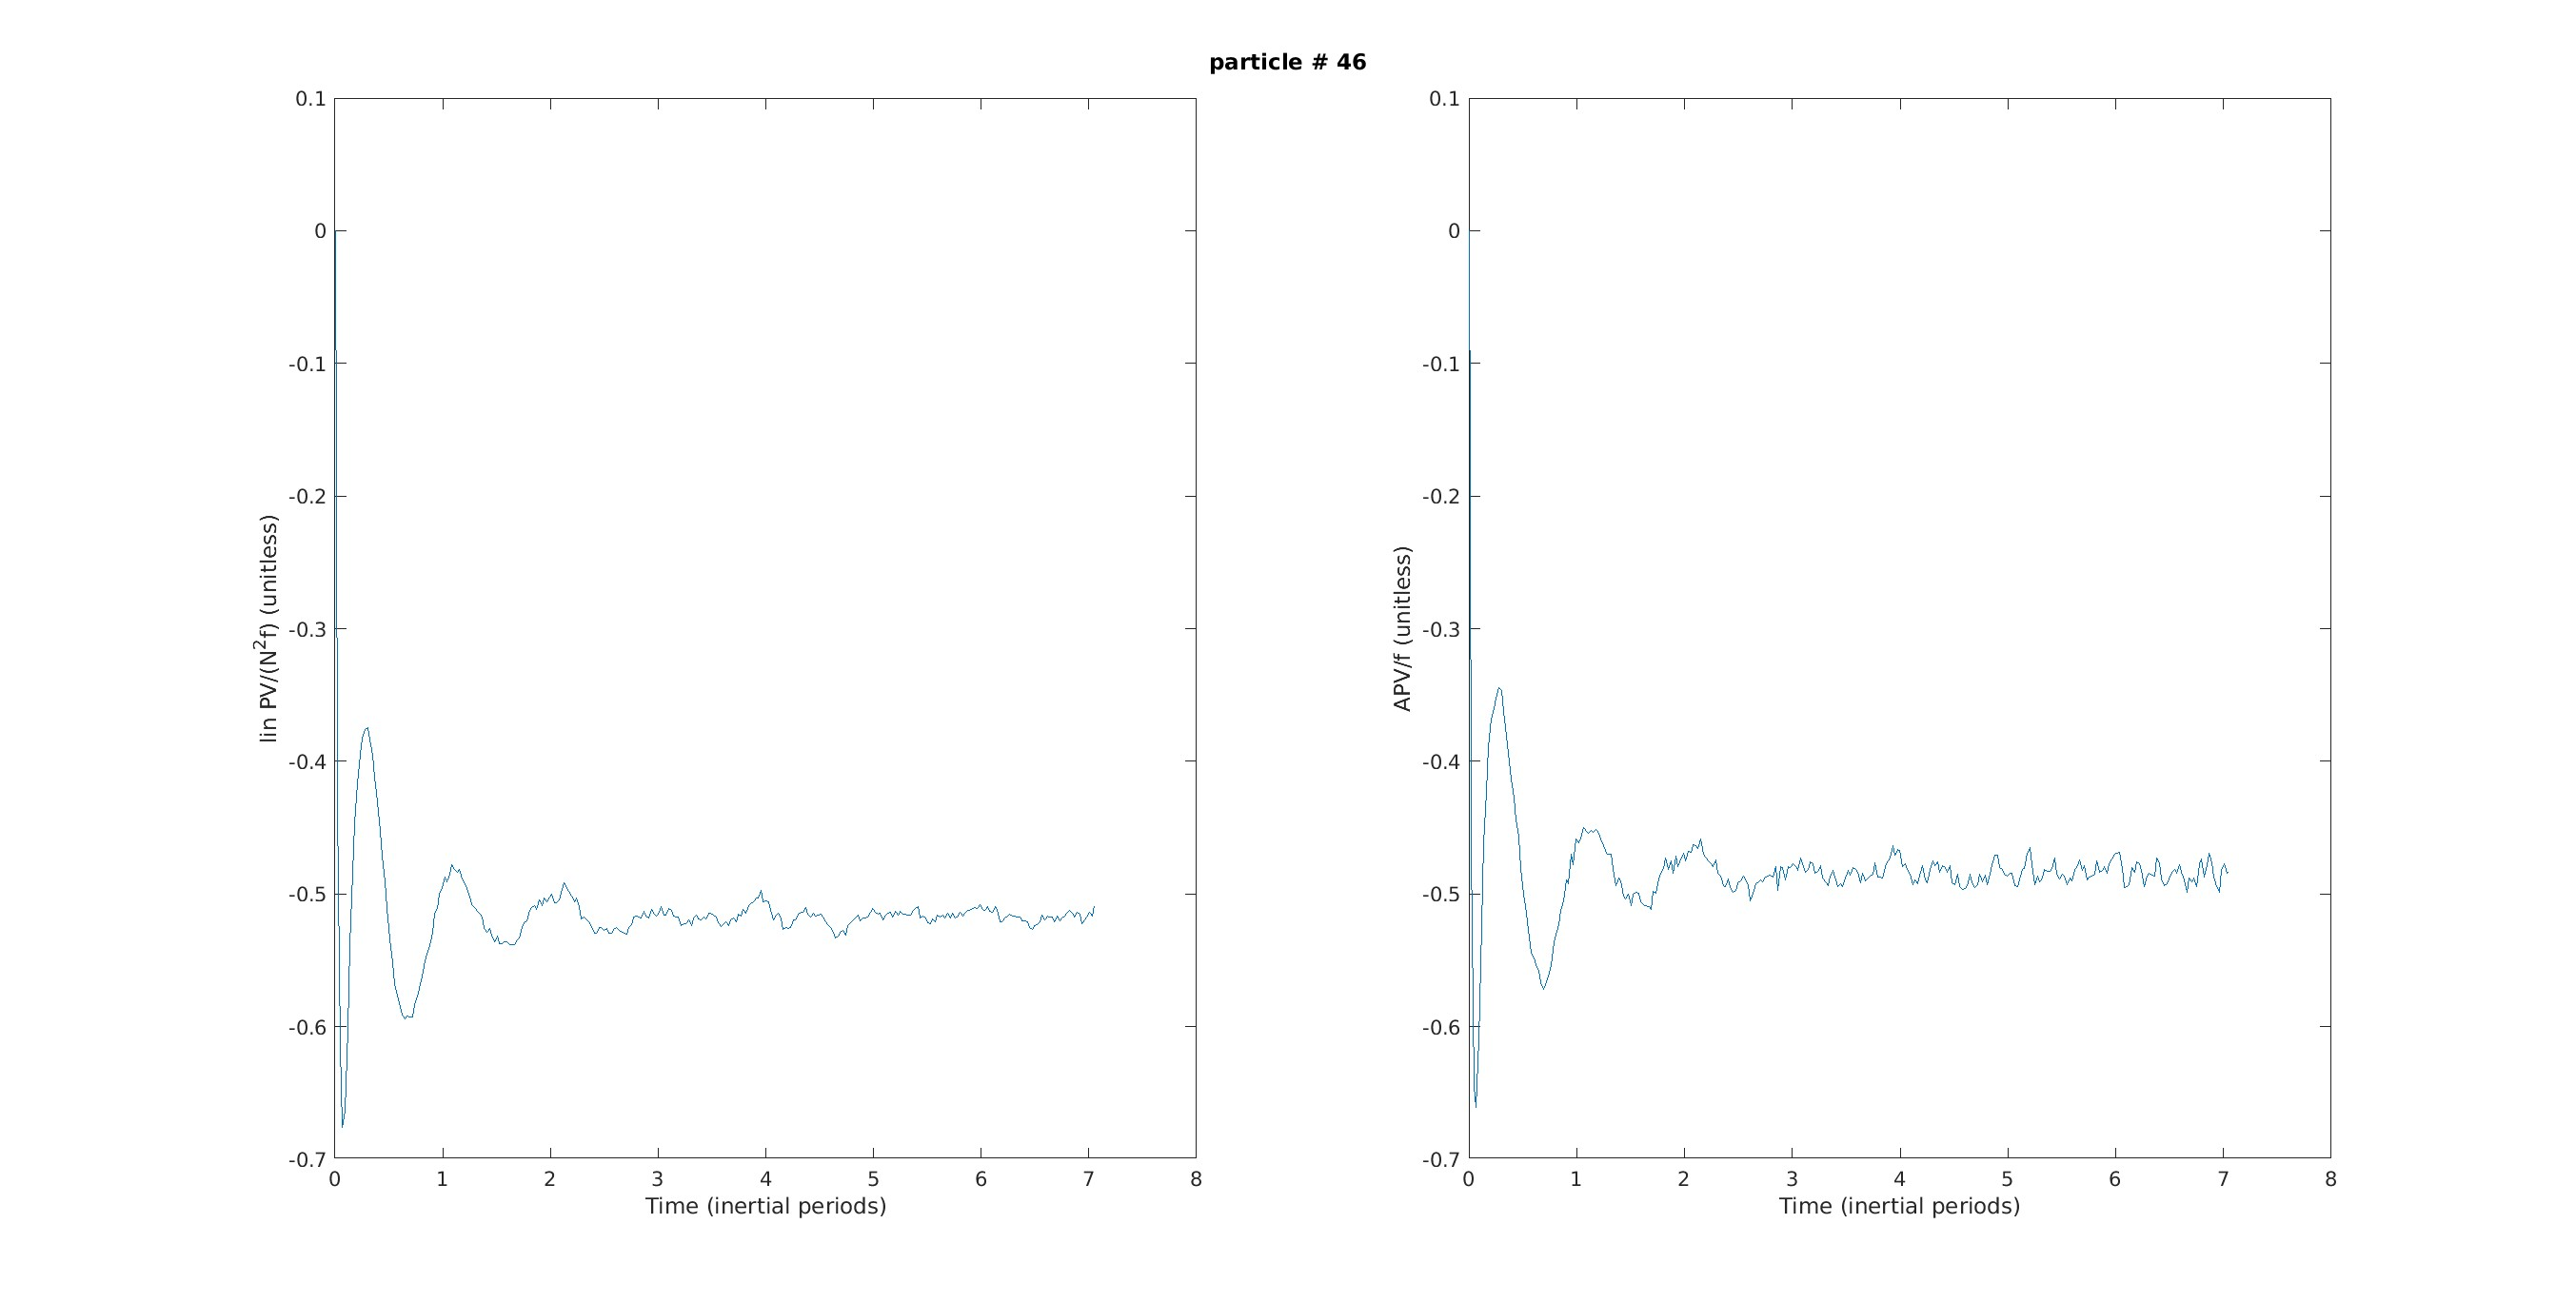 particle # 46
0.1
0
-0.1
-0.2
-0.3
-0.4
-0.5
-0.6
-0.7
lin PV/(N²f) (unitless)
0 1 2 3 4 5 6 7 8
Time (inertial periods)
0.1
0
-0.1
-0.2
-0.3
-0.4
-0.5
-0.6
-0.7
APV/f (unitless)
0 1 2 3 4 5 6 7 8
Time (inertial periods)